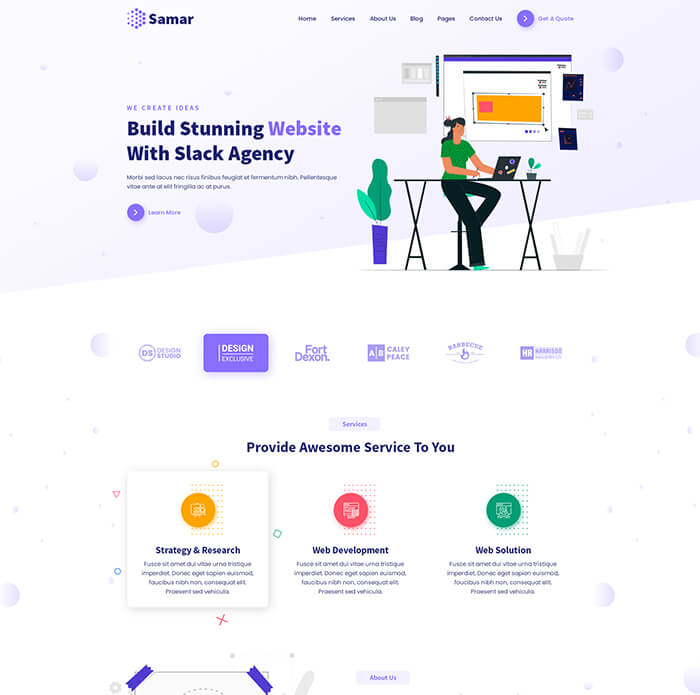 Samar
Home Services About Us Blog Pages Contact Us Get A Quote
WE CREATE IDEAS
Build Stunning Website
With Slack Agency
Morbi sed lacus nec risus finibus feugiat et fermentum nibh. Pellentesque
vitae ante at elit fringilla ac at purus.
Learn More
DS DESIGN
STUDIO
DESIGN
EXCLUSIVE
Fort
Dexon.
AB CALEY
PEACE
BARBECUE
HR HARRISON
Services
Provide Awesome Service To You
Strategy & Research
Fusce sit amet dui vitae urna tristique
imperdiet. Donec eget sapien euismod,
faucibus nibh non, consequat elit.
Praesent sed vehicula.
Web Development
Fusce sit amet dui vitae urna tristique
imperdiet. Donec eget sapien euismod,
faucibus nibh non, consequat elit.
Praesent sed vehicula.
Web Solution
Fusce sit amet dui vitae urna tristique
imperdiet. Donec eget sapien euismod,
faucibus nibh non, consequat elit.
Praesent sed vehicula.
About Us